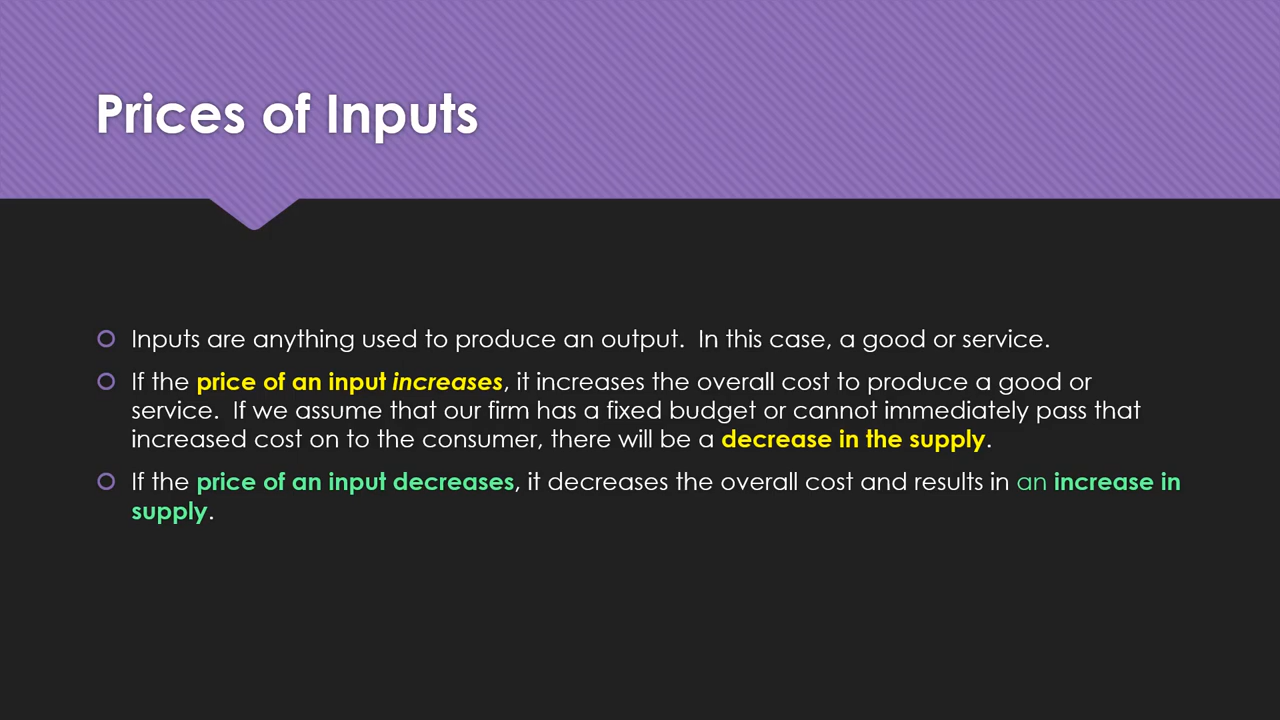 Prices of Inputs
Inputs are anything used to produce an output.  In this case, a good or service.
If the price of an input increases, it increases the overall cost to produce a good or
service.  If we assume that our firm has a fixed budget or cannot immediately pass that
increased cost on to the consumer, there will be a decrease in the supply.
If the price of an input decreases, it decreases the overall cost and results in an increase in
supply.